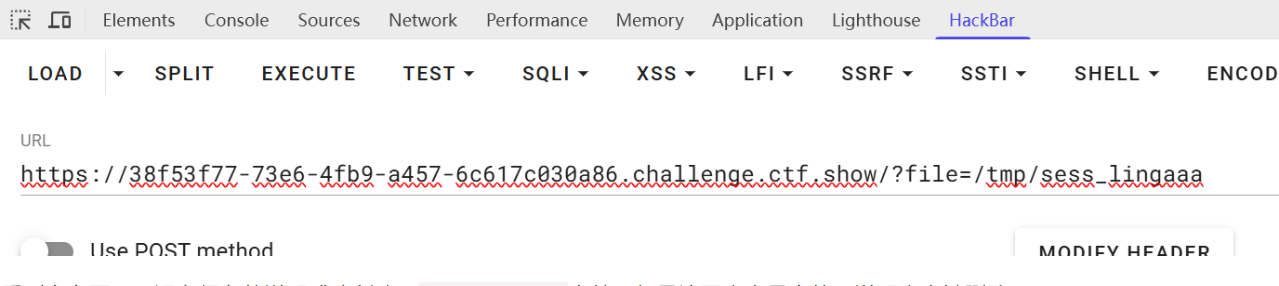 Elements Console Sources Network Performance Memory Application Lighthouse HackBar
LOAD SPLIT EXECUTE TEST SQLI XSS LFI SSRF SSTI SHELL ENCOD
URL
https://38f53f77-73e6-4fb9-a457-6c617c030a86.challenge.ctf.show/?file=/tmp/sess_lingaaa
Use POST method MODIFY HEADER